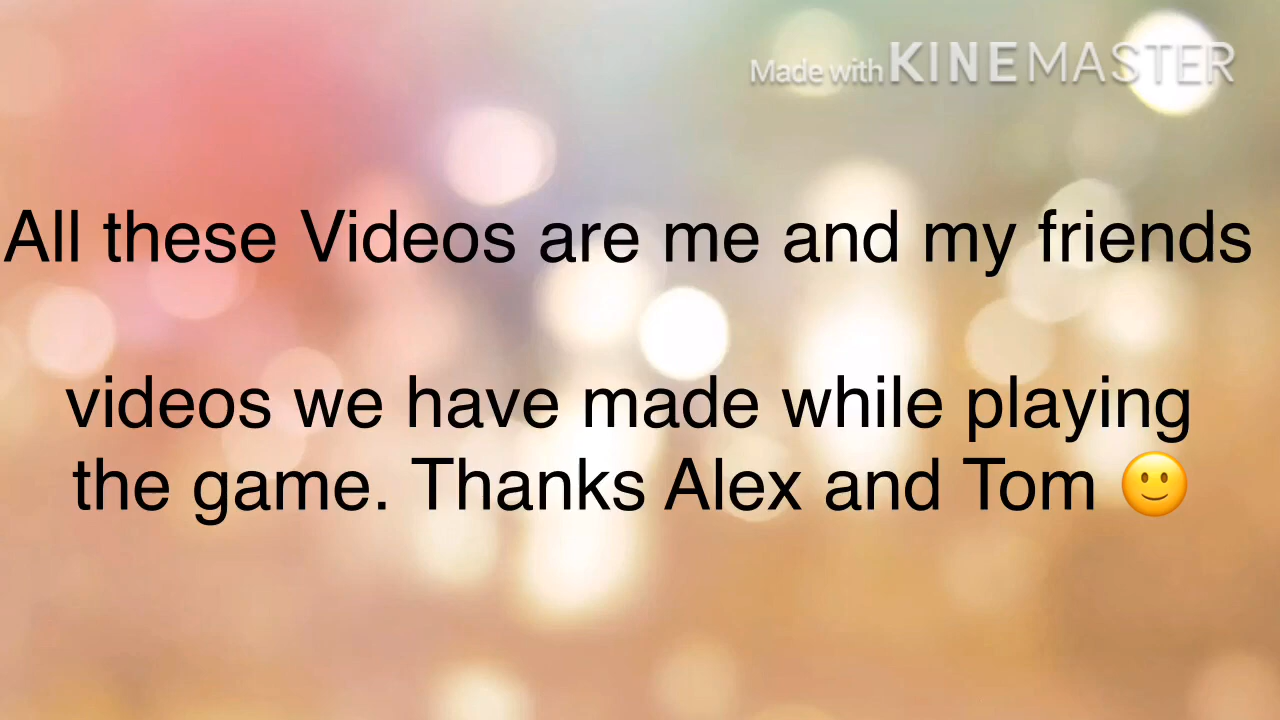 Made with KINEMASTER
All these Videos are me and my friends
videos we have made while playing
the game. Thanks Alex and Tom 🙂